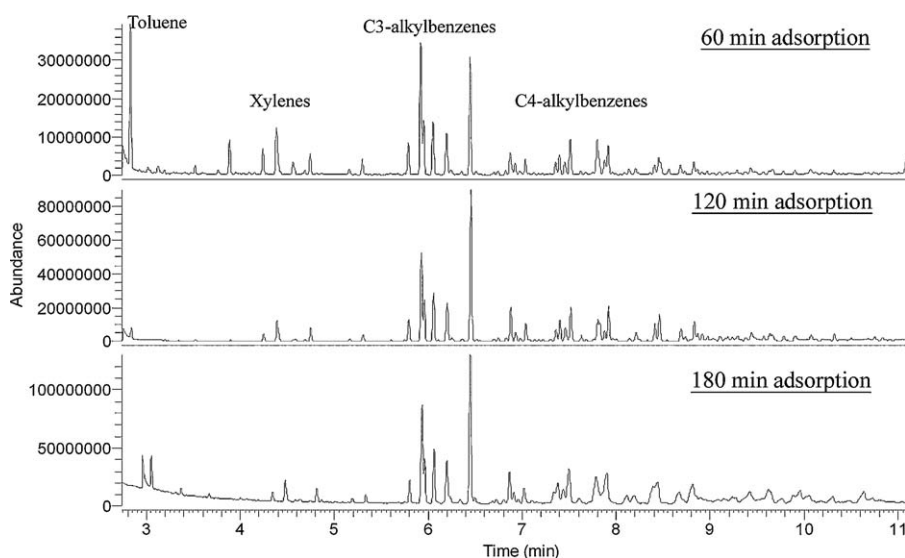 Toluene
C3-alkylbenzenes
60 min adsorption
Xylenes
C4-alkylbenzenes
30000000
20000000
10000000
0
120 min adsorption
80000000
60000000
40000000
20000000
0
Abundance
180 min adsorption
100000000
50000000
0
3 4 5 6 7 8 9 10 11
Time (min)